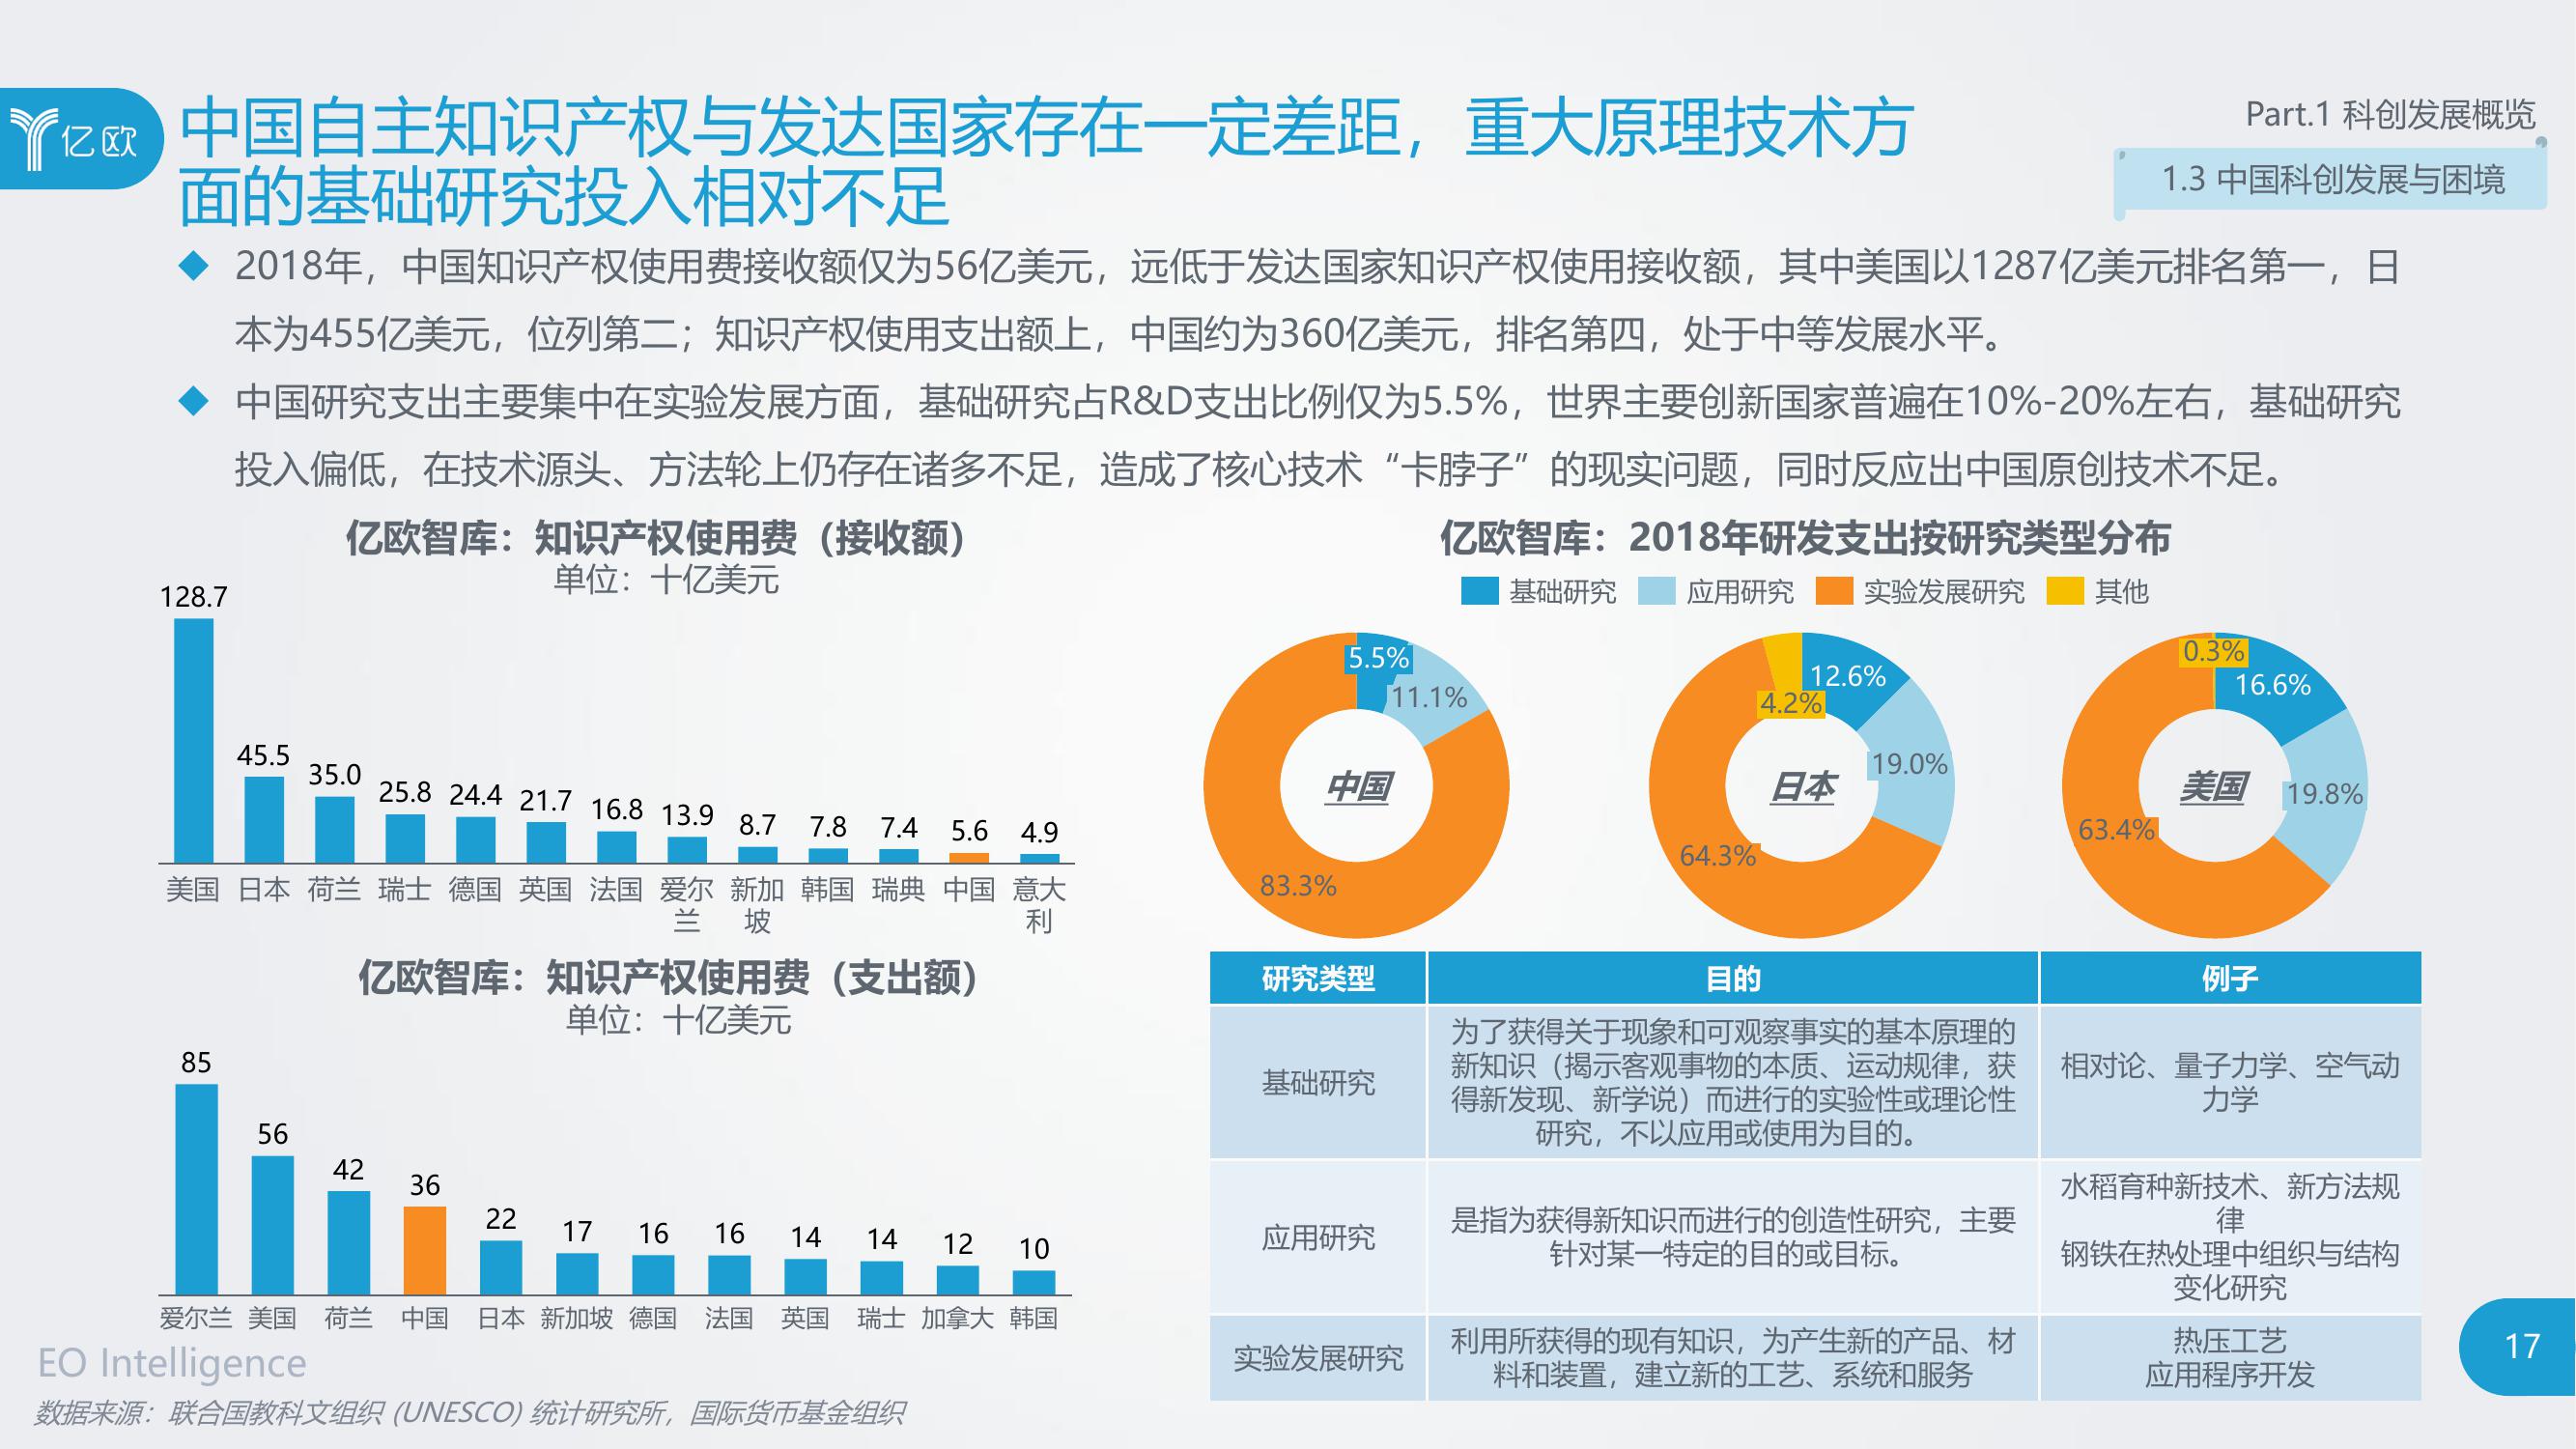 亿欧
中国自主知识产权与发达国家存在一定差距，重大原理技术方
面的基础研究投入相对不足
Part.1 科创发展概览
1.3 中国科创发展与困境
2018年，中国知识产权使用费接收额仅为56亿美元，远低于发达国家知识产权使用接收额，其中美国以1287亿美元排名第一，日
本为455亿美元，位列第二；知识产权使用支出额上，中国约为360亿美元，排名第四，处于中等发展水平。
中国研究支出主要集中在实验发展方面，基础研究占R&D支出比例仅为5.5%，世界主要创新国家普遍在10%-20%左右，基础研究
投入偏低，在技术源头、方法轮上仍存在诸多不足，造成了核心技术“卡脖子”的现实问题，同时反应出中国原创技术不足。
亿欧智库：知识产权使用费（接收额）
单位：十亿美元
128.7
45.5
35.0
25.8
24.4
21.7
16.8
13.9
8.7
7.8
7.4
5.6
4.9
美国 日本 荷兰 瑞士 德国 英国 法国 爱尔 新加 韩国 瑞典 中国 意大
兰 坡 利
亿欧智库：知识产权使用费（支出额）
单位：十亿美元
85
56
42
36
22
17
16
16
14
14
12
10
爱尔兰 美国 荷兰 中国 日本 新加坡 德国 法国 英国 瑞士 加拿大 韩国
亿欧智库：2018年研发支出按研究类型分布
基础研究 应用研究 实验发展研究 其他
5.5%
11.1%
83.3%
中国
4.2%
12.6%
19.0%
64.3%
日本
0.3%
16.6%
19.8%
63.4%
美国
研究类型 目的 例子
基础研究
为了获得关于现象和可观察事实的基本原理的
新知识（揭示客观事物的本质、运动规律，获
得新发现、新学说）而进行的实验性或理论性
研究，不以应用或使用为目的。
相对论、量子力学、空气动
力学
应用研究
是指为获得新知识而进行的创造性研究，主要
针对某一特定的目的或目标。
水稻育种新技术、新方法规
律
钢铁在热处理中组织与结构
变化研究
实验发展研究
利用所获得的现有知识，为产生新的产品、材
料和装置，建立新的工艺、系统和服务
热压工艺
应用程序开发
EO Intelligence
数据来源：联合国教科文组织 (UNESCO) 统计研究所，国际货币基金组织
17